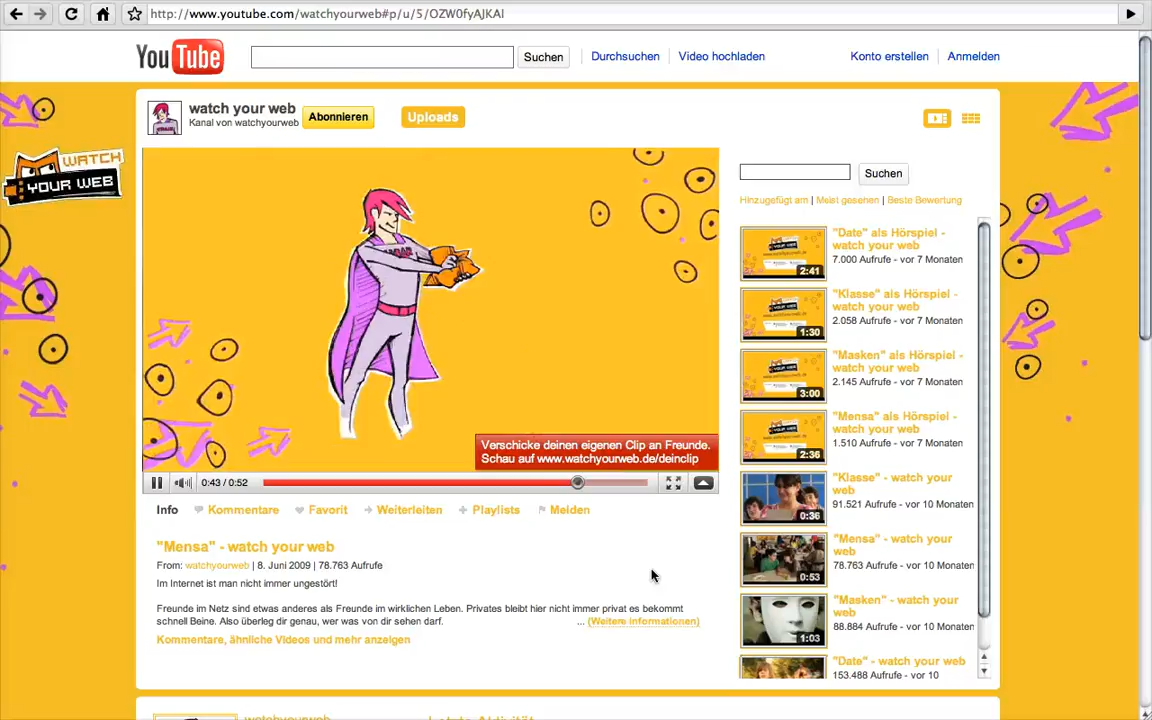 http://www.youtube.com/watchyourweb#p/u/5/OZW0fyAJKAI
YouTube
Suchen
Durchsuchen
Video hochladen
Konto erstellen
Anmelden
watch your web
Kanal von watchyourweb
Abonnieren
Uploads
WATCH
YOUR WEB
Suchen
Hinzugefügt am | Meist gesehen | Beste Bewertung
"Date" als Hörspiel -
watch your web
7.000 Aufrufe - vor 7 Monaten
2:41
"Klasse" als Hörspiel -
watch your web
2.058 Aufrufe - vor 7 Monaten
1:30
"Masken" als Hörspiel -
watch your web
2.145 Aufrufe - vor 7 Monaten
3:00
"Mensa" als Hörspiel -
watch your web
1.510 Aufrufe - vor 7 Monaten
2:36
"Klasse" - watch your
web
91.521 Aufrufe - vor 10 Monaten
0:36
"Mensa" - watch your
web
78.763 Aufrufe - vor 10 Monaten
0:53
"Masken" - watch your
web
88.884 Aufrufe - vor 10 Monaten
1:03
"Date" - watch your web
153.488 Aufrufe - vor 10
Verschicke deinen eigenen Clip an Freunde.
Schau auf www.watchyourweb.de/deinclip
0:43 / 0:52
Info
Kommentare
Favorit
Weiterleiten
Playlists
Melden
"Mensa" - watch your web
From: watchyourweb | 8. Juni 2009 | 78.763 Aufrufe
Im Internet ist man nicht immer ungestört!
Freunde im Netz sind etwas anderes als Freunde im wirklichen Leben. Privates bleibt hier nicht immer privat es bekommt
schnell Beine. Also überleg dir genau, wer was von dir sehen darf.
... (Weitere Informationen)
Kommentare, ähnliche Videos und mehr anzeigen
watchyourweb
Letzte Aktivität